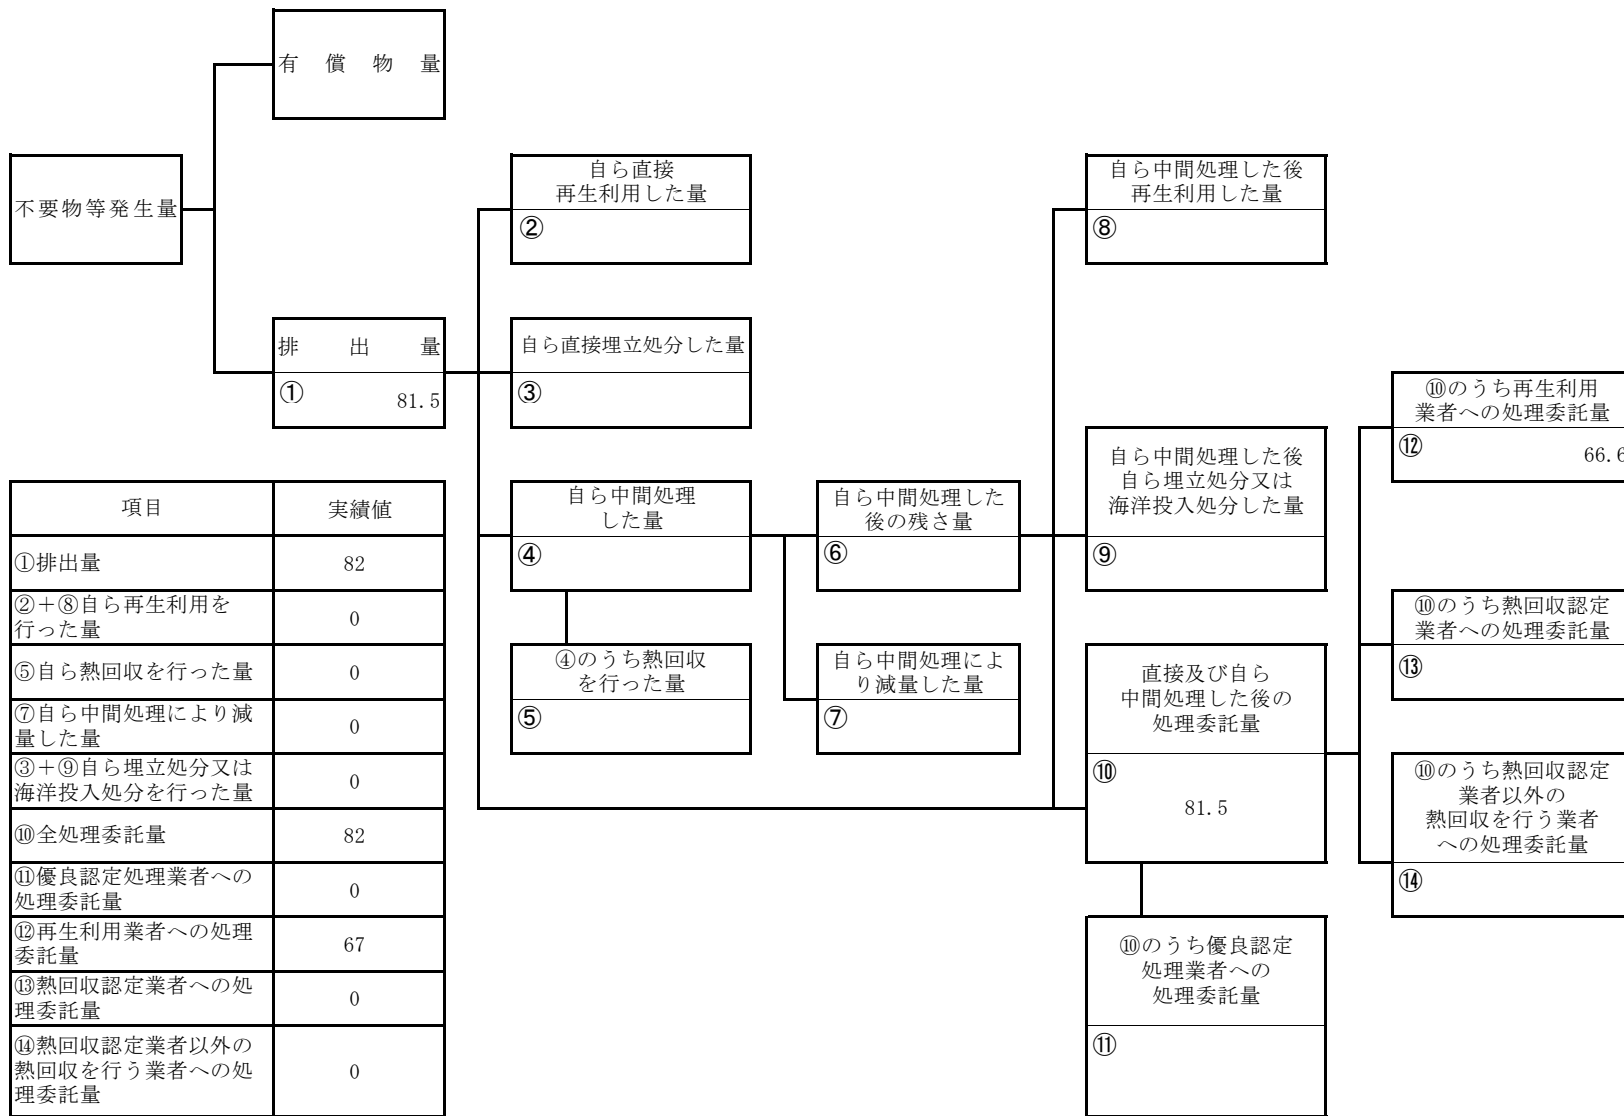 有償物量
不要物等発生量
排出量
① 81.5
自ら直接
再生利用した量
②
自ら直接埋立処分した量
③
自ら中間処理
した量
④
④のうち熱回収
を行った量
⑤
自ら中間処理した
後の残さ量
⑥
自ら中間処理によ
り減量した量
⑦
自ら中間処理した後
再生利用した量
⑧
自ら中間処理した後
自ら埋立処分又は
海洋投入処分した量
⑨
直接及び自ら
中間処理した後の
処理委託量
⑩
81.5
⑩のうち優良認定
処理業者への
処理委託量
⑪
⑩のうち再生利用
業者への処理委託量
⑫ 66.6
⑩のうち熱回収認定
業者への処理委託量
⑬
⑩のうち熱回収認定
業者以外の
熱回収を行う業者
への処理委託量
⑭
項目 実績値
①排出量 82
②+⑧自ら再生利用を
行った量 0
⑤自ら熱回収を行った量 0
⑦自ら中間処理により減
量した量 0
③+⑨自ら埋立処分又は
海洋投入処分を行った量 0
⑩全処理委託量 82
⑪優良認定処理業者への
処理委託量 0
⑫再生利用業者への処理
委託量 67
⑬熱回収認定業者への処
理委託量 0
⑭熱回収認定業者以外の
熱回収を行う業者への処
理委託量 0